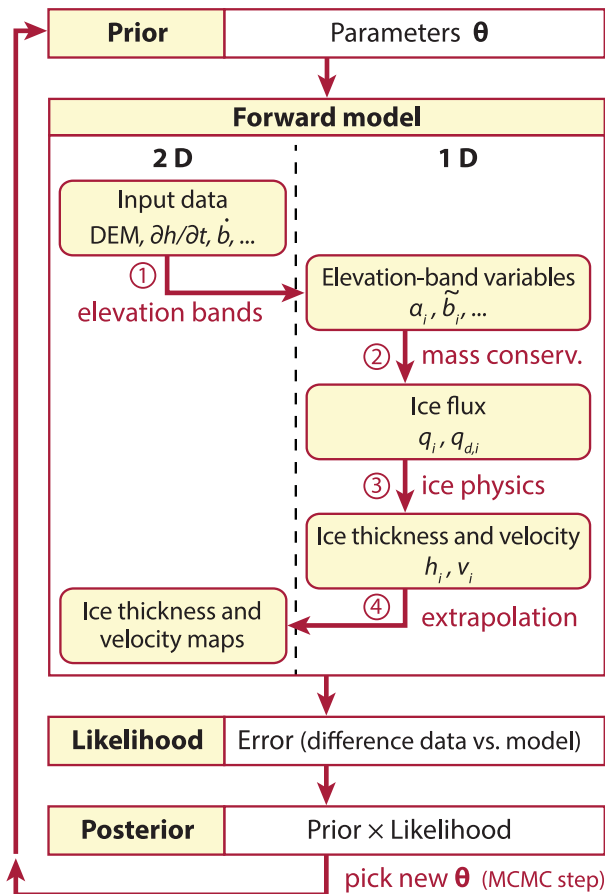 Prior Parameters θ
Forward model
2 D 1 D
Input data
DEM, ∂h/∂t, ḃ, ...
① elevation bands
Elevation-band variables
aᵢ, b̃ᵢ, ...
② mass conserv.
Ice flux
qᵢ, q_{d,i}
③ ice physics
Ice thickness and velocity
hᵢ, vᵢ
④ extrapolation
Ice thickness and
velocity maps
Likelihood Error (difference data vs. model)
Posterior Prior × Likelihood
pick new θ (MCMC step)